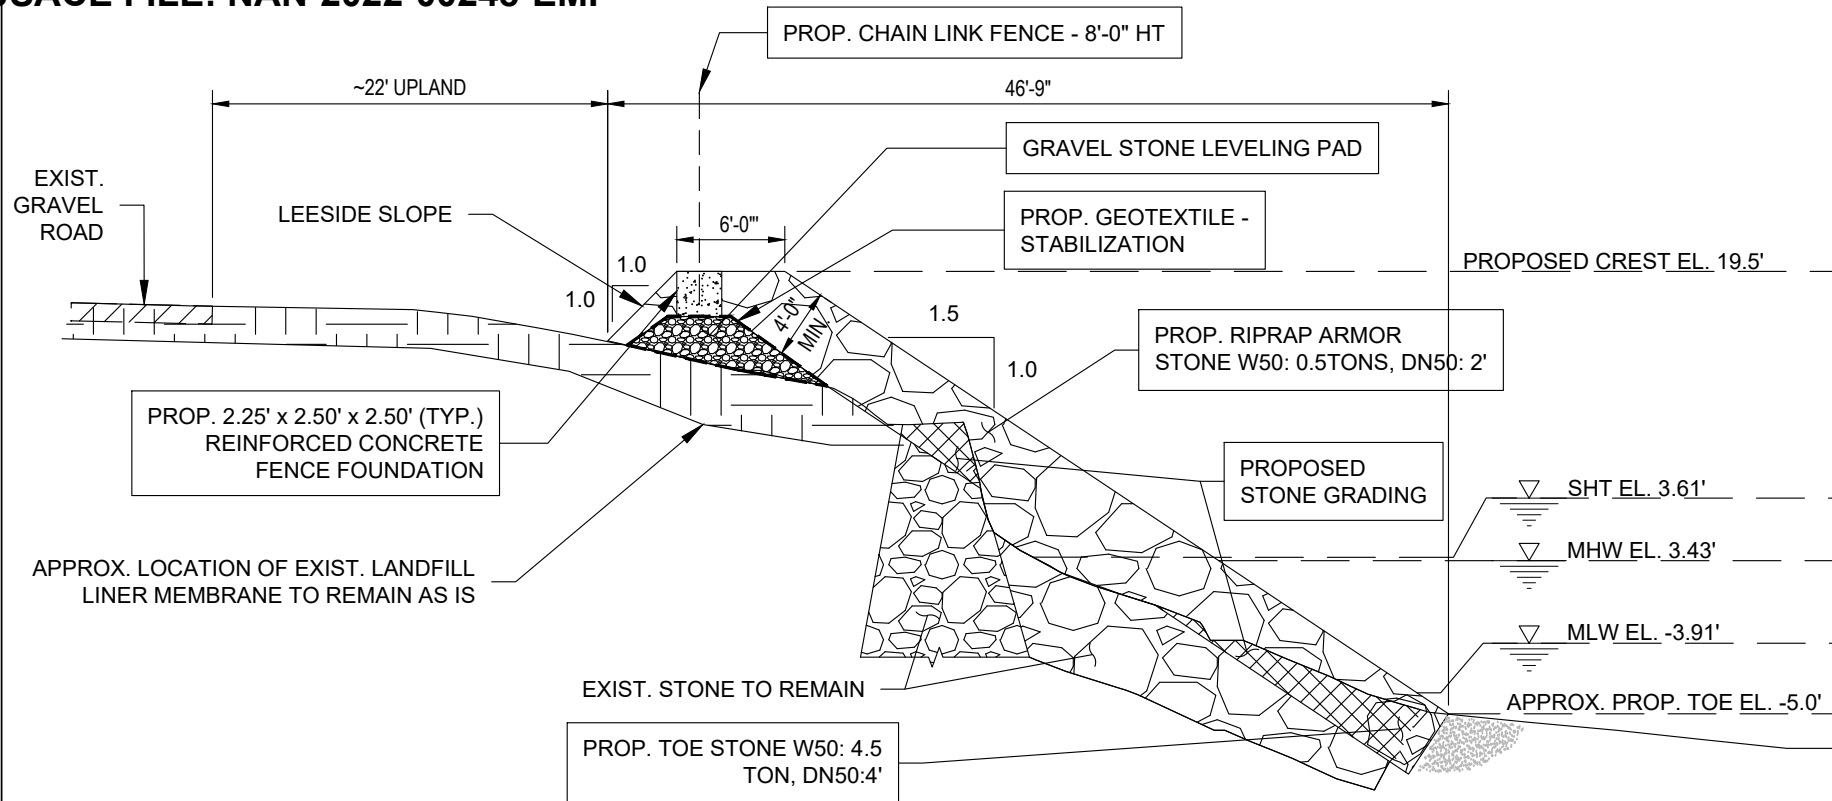 PROP. CHAIN LINK FENCE - 8'-0" HT
~22' UPLAND
46'-9"
GRAVEL STONE LEVELING PAD
EXIST.
GRAVEL
ROAD
LEESIDE SLOPE
6'-0'"
PROP. GEOTEXTILE -
STABILIZATION
1.0
1.0
PROPOSED CREST EL. 19.5'
4'-0"
MIN.
1.5
1.0
PROP. RIPRAP ARMOR
STONE W50: 0.5TONS, DN50: 2'
PROP. 2.25' x 2.50' x 2.50' (TYP.)
REINFORCED CONCRETE
FENCE FOUNDATION
PROPOSED
STONE GRADING
SHT EL. 3.61'
MHW EL. 3.43'
APPROX. LOCATION OF EXIST. LANDFILL
LINER MEMBRANE TO REMAIN AS IS
MLW EL. -3.91'
EXIST. STONE TO REMAIN
APPROX. PROP. TOE EL. -5.0'
PROP. TOE STONE W50: 4.5
TON, DN50:4'